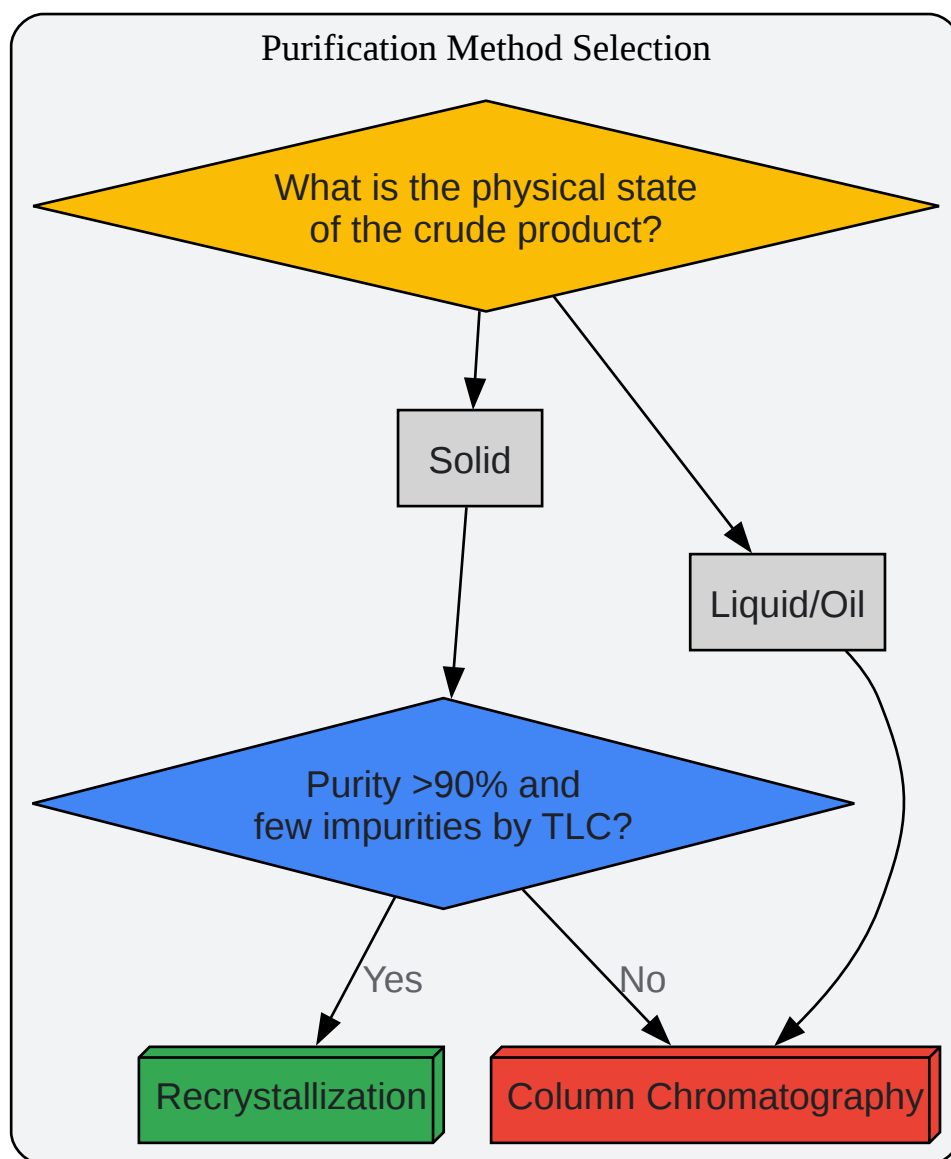 Purification Method Selection
What is the physical state
of the crude product?
Solid
Liquid/Oil
Purity >90% and
few impurities by TLC?
Yes
No
Recrystallization
Column Chromatography